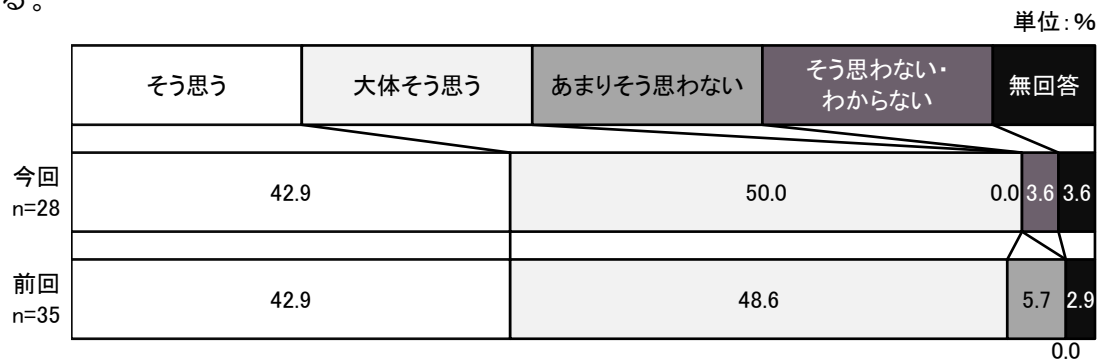 る。
単位：%
そう思う
大体そう思う
あまりそう思わない
そう思わない・
わからない
無回答
今回
n=28
42.9
50.0
0.0
3.6
3.6
前回
n=35
42.9
48.6
5.7
2.9
0.0